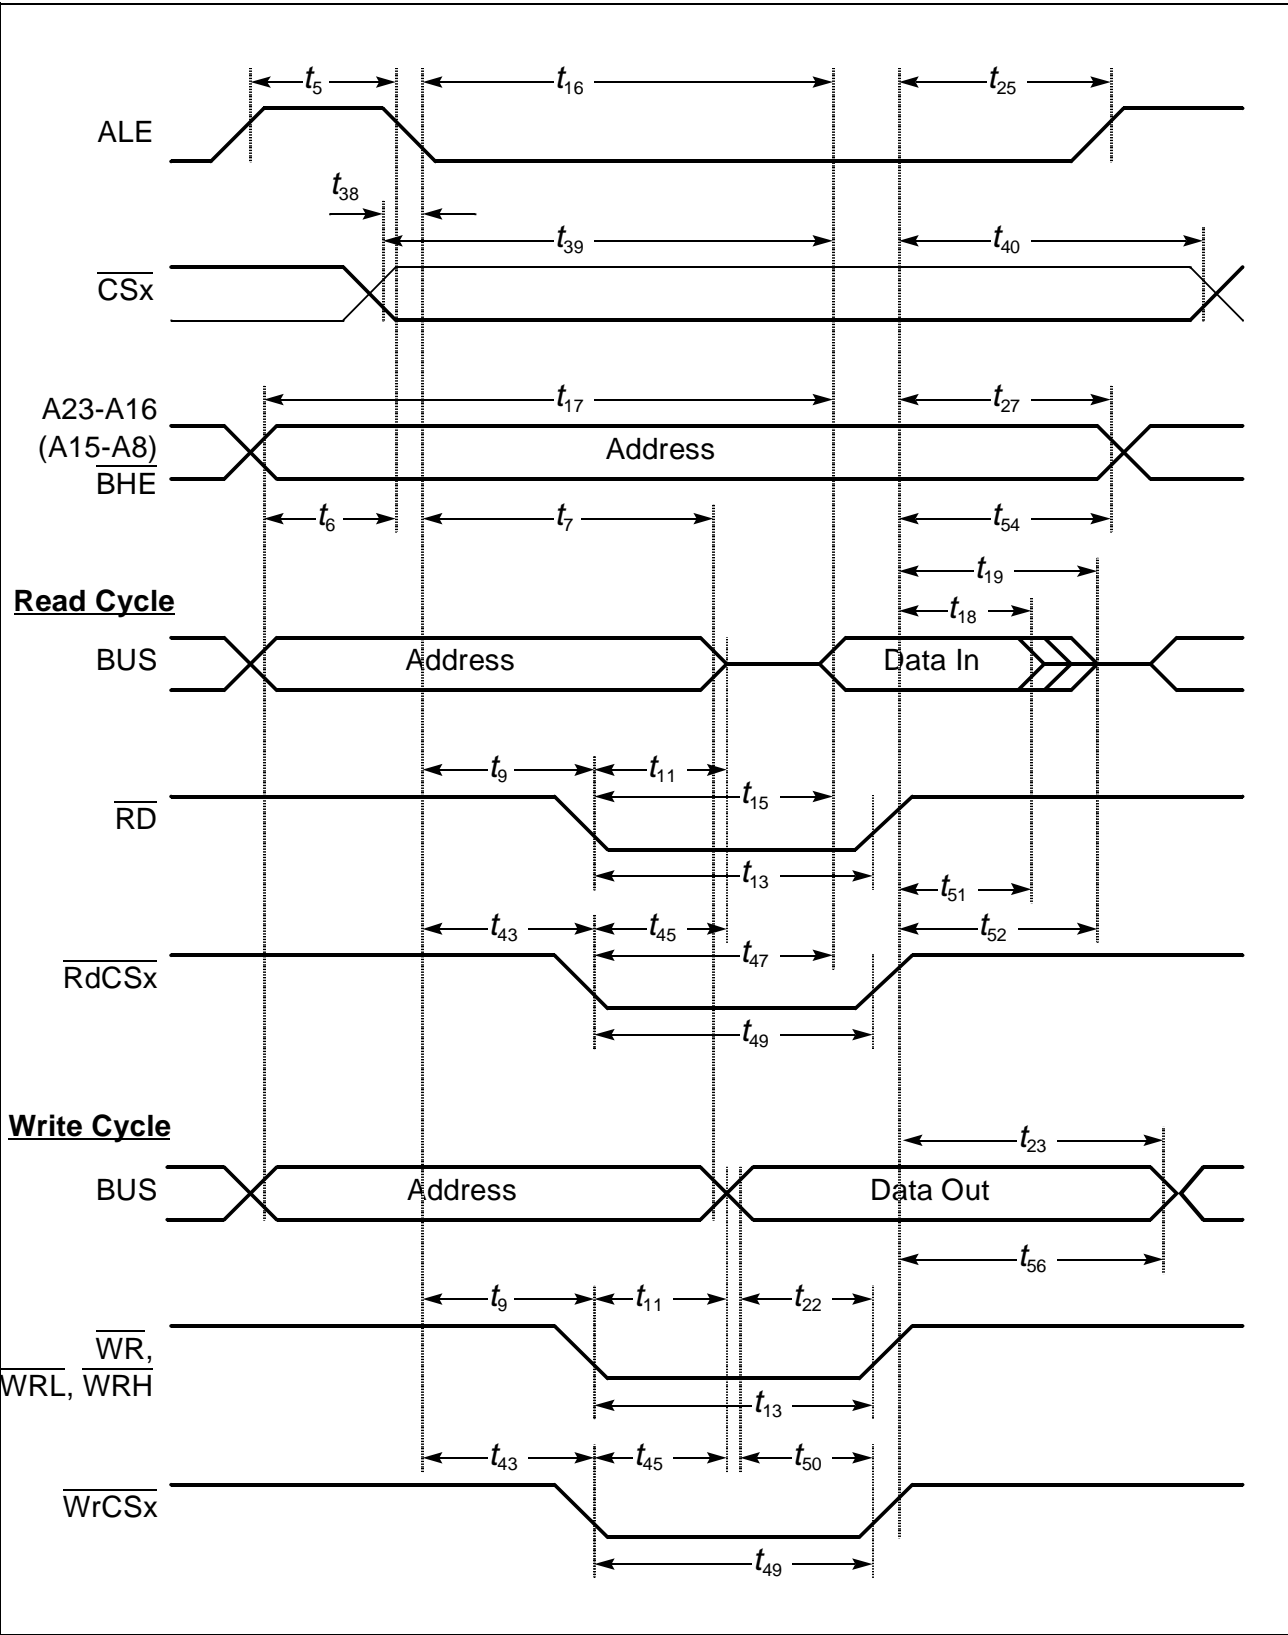 t5 t16 t25
ALE
t38
t39 t40
CSx
t17 t27
A23-A16
(A15-A8)
BHE
Address
t6 t7 t54
t19
Read Cycle
t18
BUS Address Data In
t9 t11
t15
RD
t13 t51
t43 t45 t52
t47
RdCSx
t49
Write Cycle
t23
BUS Address Data Out
t56
t9 t11 t22
WR,
WRL, WRH
t13
t43 t45 t50
WrCSx
t49